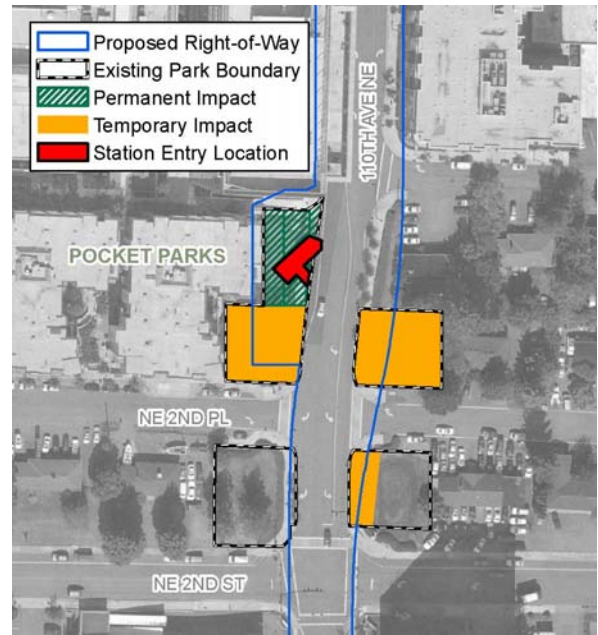 Proposed Right-of-Way
Existing Park Boundary
Permanent Impact
Temporary Impact
Station Entry Location
110TH AVE NE
POCKET PARKS
NE 2ND PL
NE 2ND ST